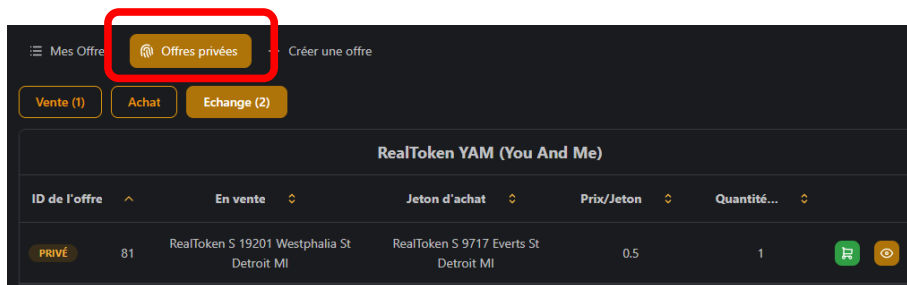 Mes Offre Offres privées Créer une offre
Vente (1) Achat Echange (2)
RealToken YAM (You And Me)
ID de l'offre En vente Jeton d'achat Prix/Jeton Quantité...
RealToken S 19201 Westphalia St RealToken S 9717 Everts St
PRIVÉ 81 0.5 1
Detroit MI Detroit MI